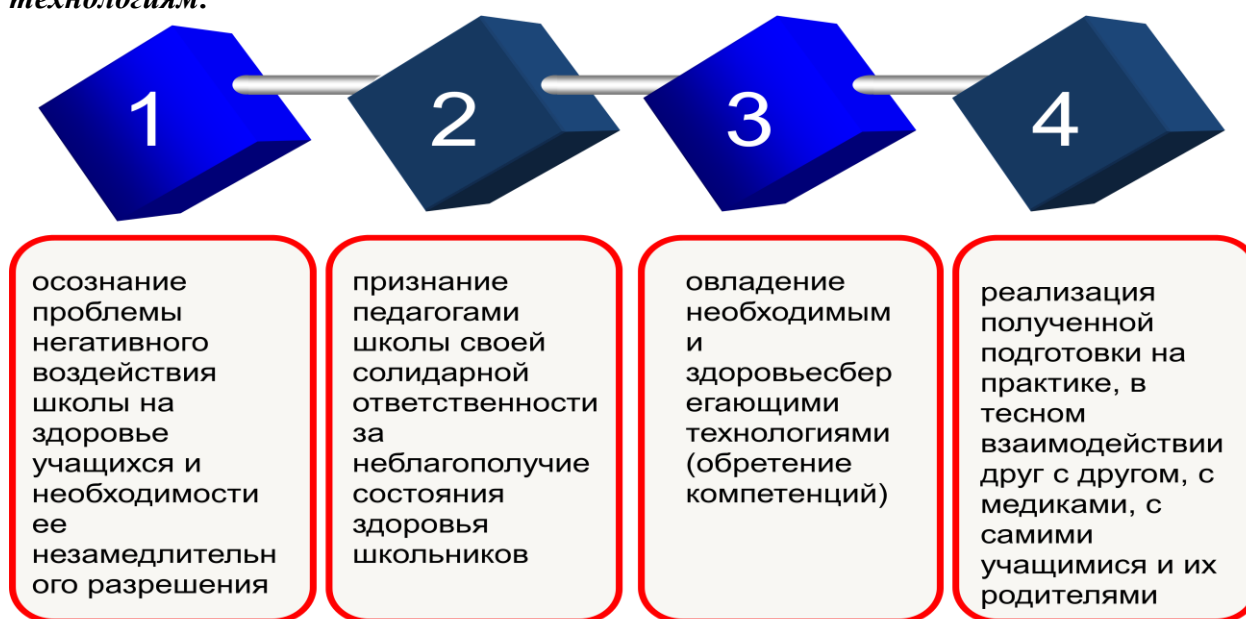 технологиям:
1
2
3
4
осознание
проблемы
негативного
воздействия
школы на
здоровье
учащихся и
необходимости
ее
незамедлительн
ого разрешения
признание
педагогами
школы своей
солидарной
ответственности
за
неблагополучие
состояния
здоровья
школьников
овладение
необходимым
и
здоровьесбер
егающими
технологиями
(обретение
компетенций)
реализация
полученной
подготовки на
практике, в
тесном
взаимодействии
друг с другом, с
медиками, с
самими
учащимися и их
родителями